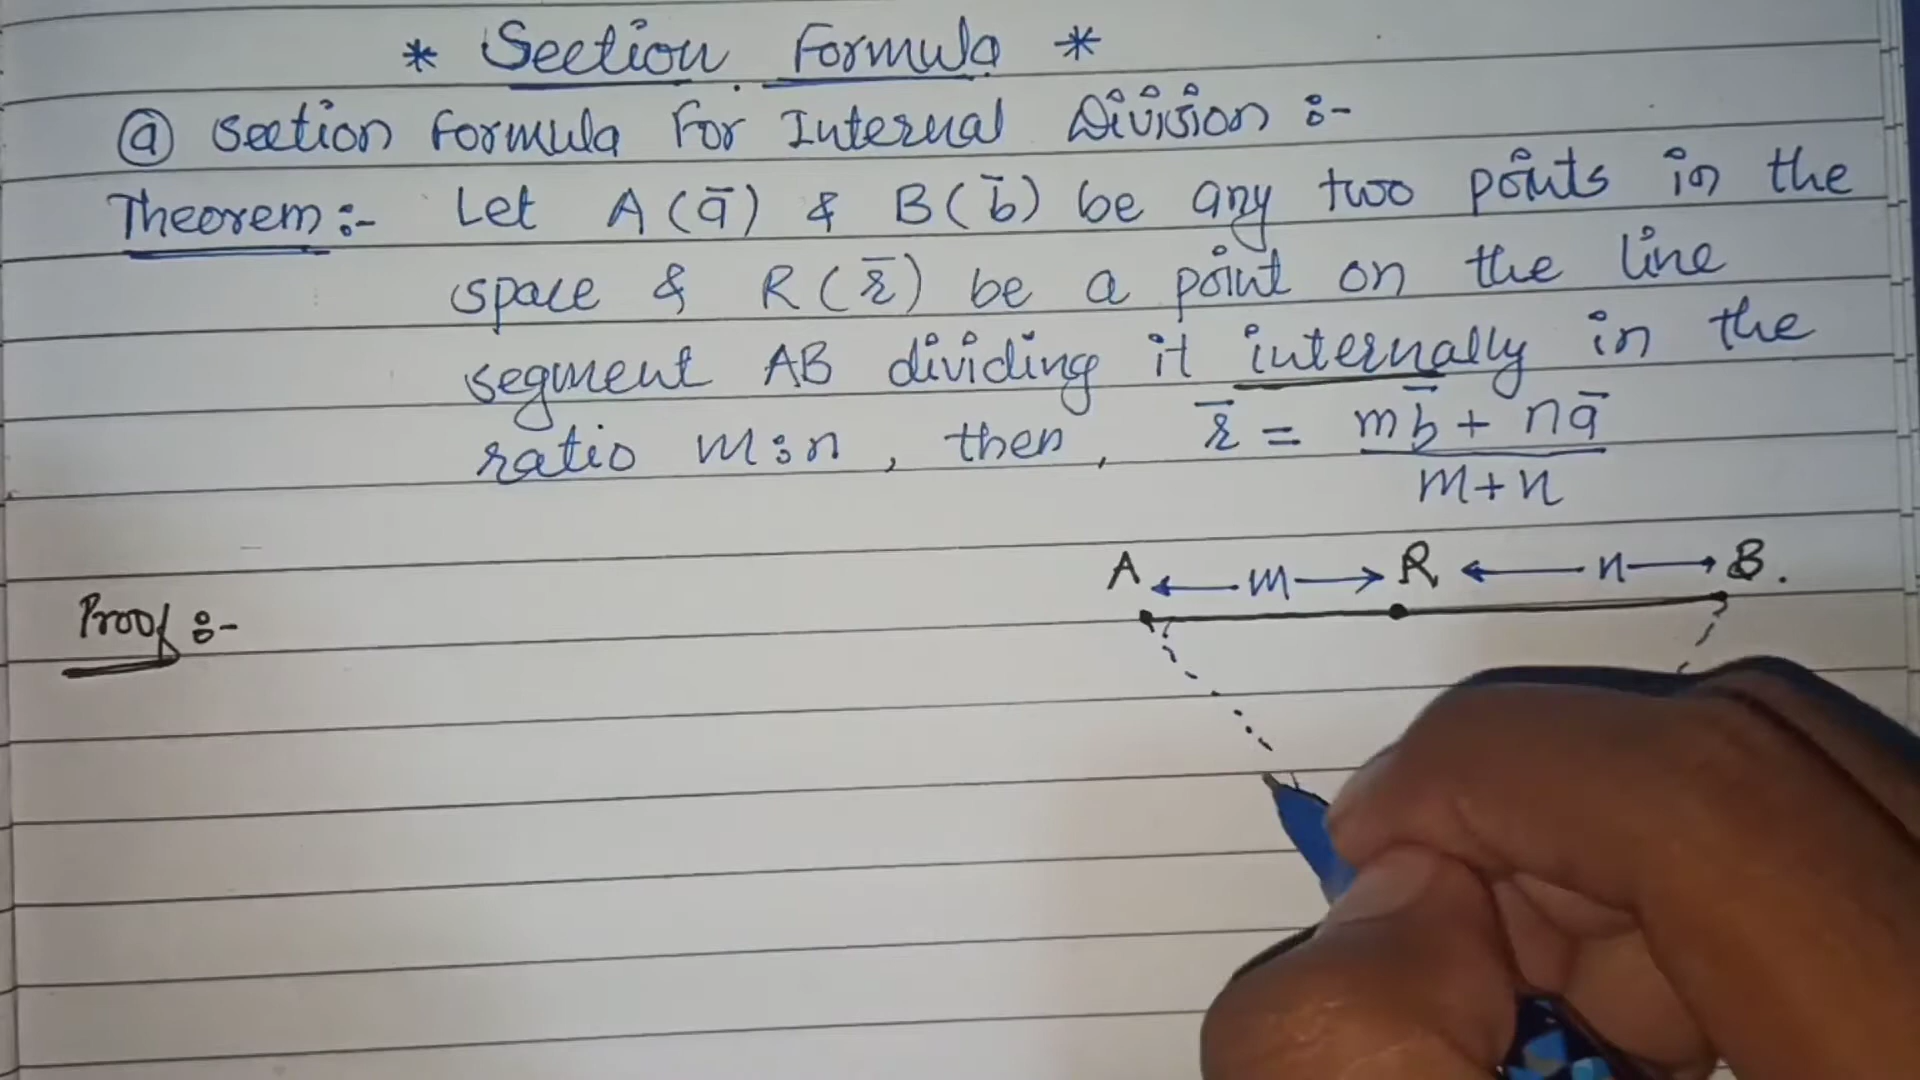 * Section Formula *
ⓐ Section Formula For Internal Division :-
Theorem :- Let A (ā) & B (b̄) be any two points in the
space & R (r̄) be a point on the line
segment AB dividing it internally in the
ratio m:n , then , r̄ = mb̄ + nā
m+n
A ←m→ R ←n→ B.
Proof :-